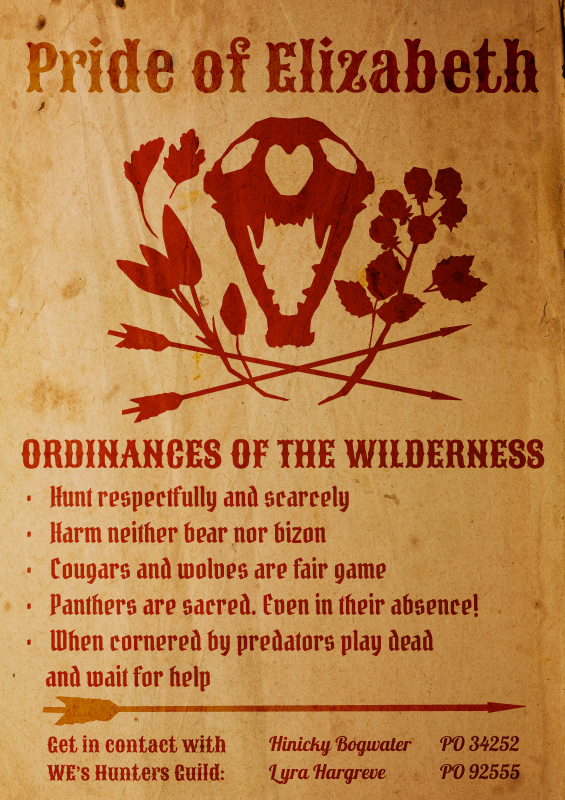 Pride of Elizabeth
ORDINANCES OF THE WILDERNESS
· Hunt respectfully and scarcely
· Harm neither bear nor bizon
· Cougars and wolves are fair game
· Panthers are sacred. Even in their absence!
· When cornered by predators play dead
and wait for help
Get in contact with Hinicky Bogwater PO 34252
WE's Hunters Guild: Lyra Hargreve PO 92555